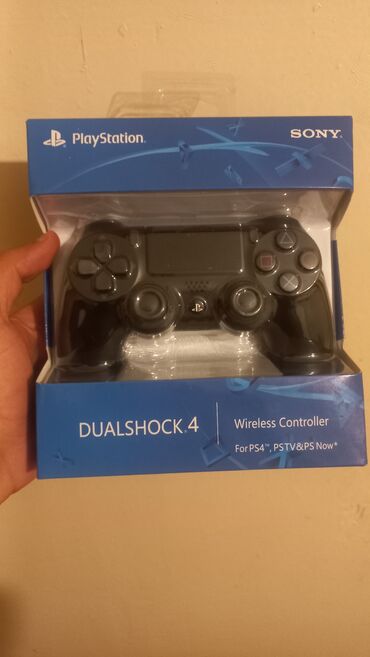 PlayStation.
SONY.
DUALSHOCK.4
Wireless Controller
For PS4™, PSTV&PS Now*